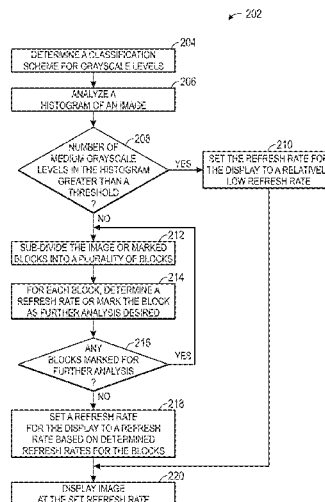 202
204
DETERMINE A CLASSIFICATION
SCHEME FOR GRAYSCALE LEVELS
206
ANALYZE A
HISTOGRAM OF AN IMAGE
208
NUMBER OF
MEDIUM GRAYSCALE
LEVELS IN THE HISTOGRAM
GREATER THAN A
THRESHOLD
?
YES
210
SET THE REFRESH RATE FOR
THE DISPLAY TO A RELATIVELY
LOW REFRESH RATE
NO
212
SUB-DIVIDE THE IMAGE OR MARKED
BLOCKS INTO A PLURALITY OF BLOCKS
214
FOR EACH BLOCK, DETERMINE A
REFRESH RATE OR MARK THE BLOCK
AS FURTHER ANALYSIS DESIRED
216
ANY
BLOCKS MARKED FOR
FURTHER ANALYSIS
?
YES
NO
218
SET A REFRESH RATE
FOR THE DISPLAY TO A REFRESH
RATE BASED ON DETERMINED
REFRESH RATES FOR THE BLOCKS
220
DISPLAY IMAGE
AT THE SET REFRESH RATE